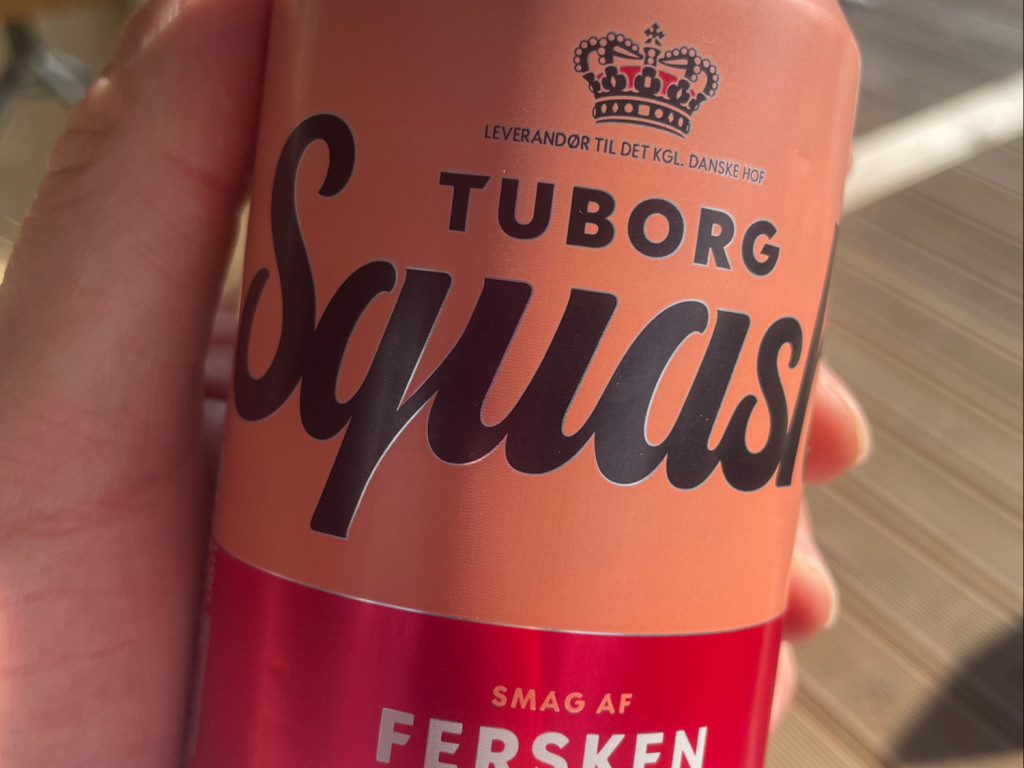 LEVERANDØR TIL DET KGL. DANSKE HOF
TUBORG
Squash
SMAG AF
FERSKEN